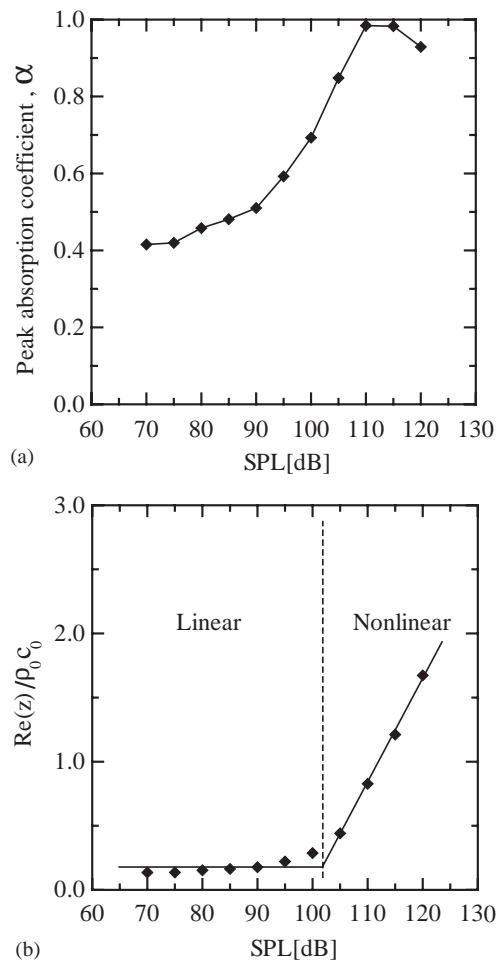 1.0
0.8
0.6
0.4
0.2
0.0
Peak absorption coefficient , α
60 70 80 90 100 110 120 130
SPL[dB]
(a)
3.0
2.0
1.0
0.0
Re(z)/ρ₀c₀
Linear
Nonlinear
60 70 80 90 100 110 120 130
SPL[dB]
(b)